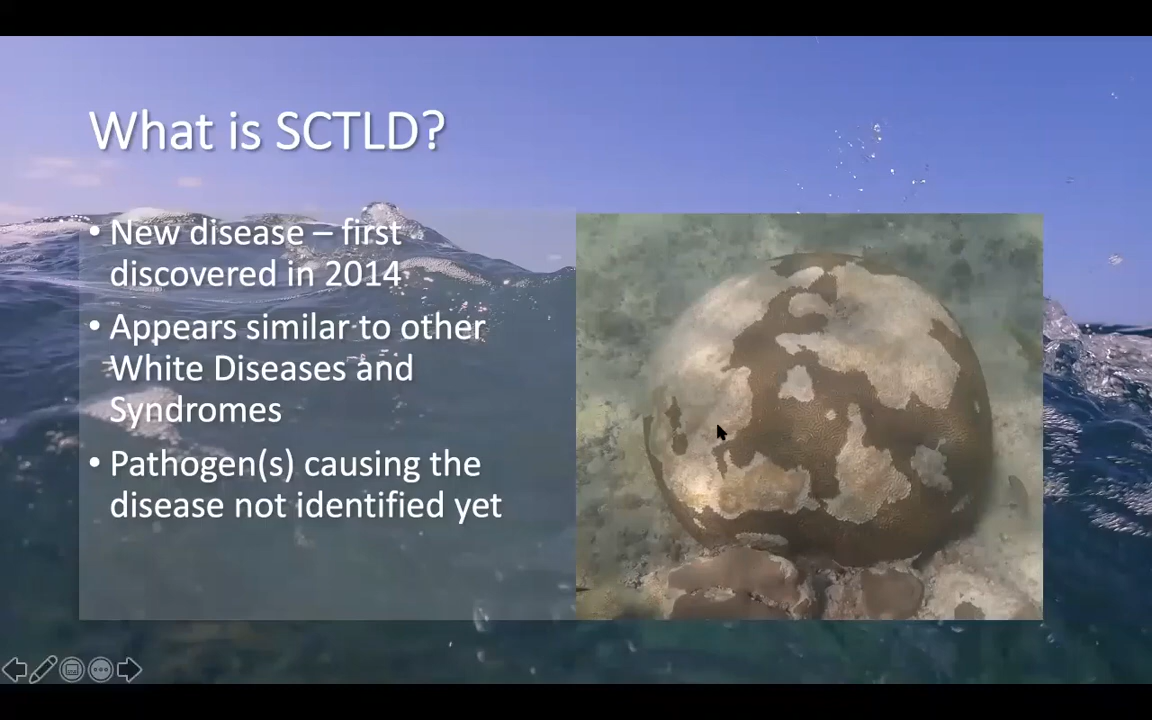 What is SCTLD?
• New disease – first
discovered in 2014
• Appears similar to other
White Diseases and
Syndromes
• Pathogen(s) causing the
disease not identified yet